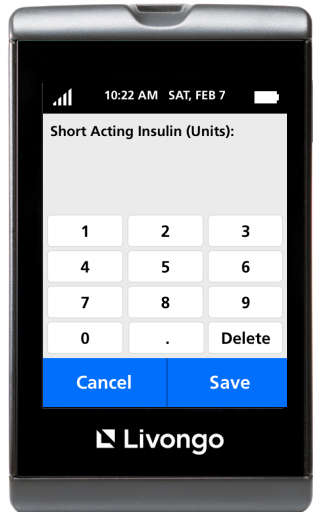 10:22 AM SAT, FEB 7
Short Acting Insulin (Units):
1 2 3
4 5 6
7 8 9
0 . Delete
Cancel Save
Livongo